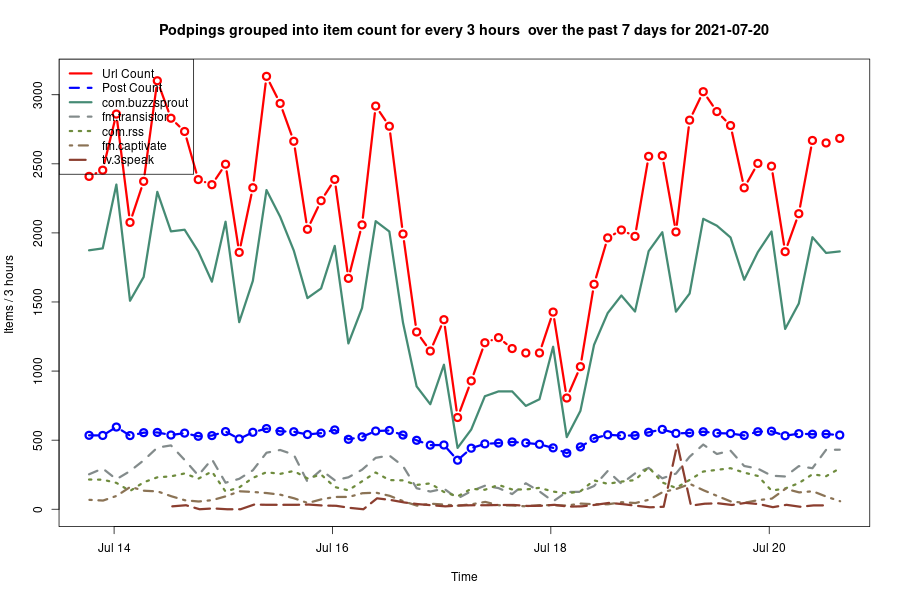 Podpings grouped into item count for every 3 hours  over the past 7 days for 2021-07-20
Url Count
Post Count
com.buzzsprout
fm.transistor
com.rss
fm.captivate
tv.3speak
3000
2500
2000
1500
1000
500
0
Items / 3 hours
Jul 14
Jul 16
Jul 18
Jul 20
Time